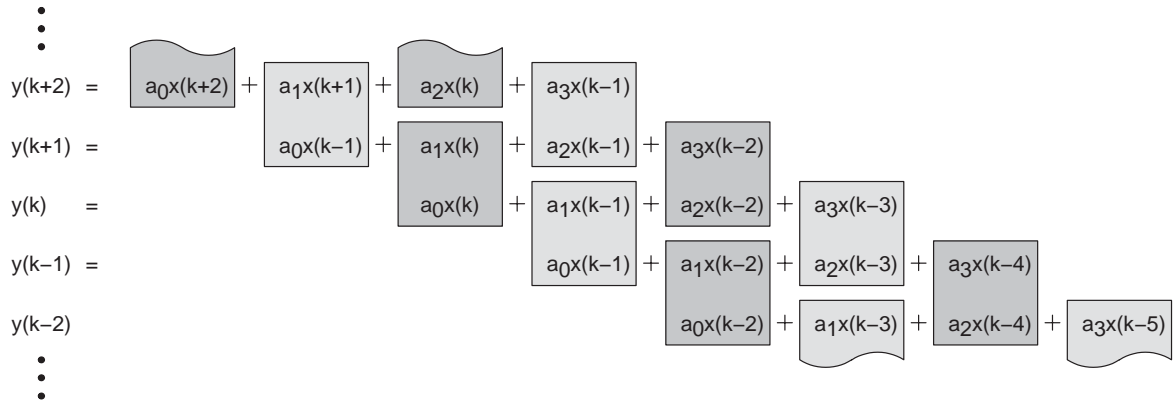 y(k+2) = a0x(k+2) + a1x(k+1) + a2x(k) + a3x(k−1)
y(k+1) = a0x(k−1) + a1x(k) + a2x(k−1) + a3x(k−2)
y(k) = a0x(k) + a1x(k−1) + a2x(k−2) + a3x(k−3)
y(k−1) = a0x(k−1) + a1x(k−2) + a2x(k−3) + a3x(k−4)
y(k−2) a0x(k−2) + a1x(k−3) + a2x(k−4) + a3x(k−5)